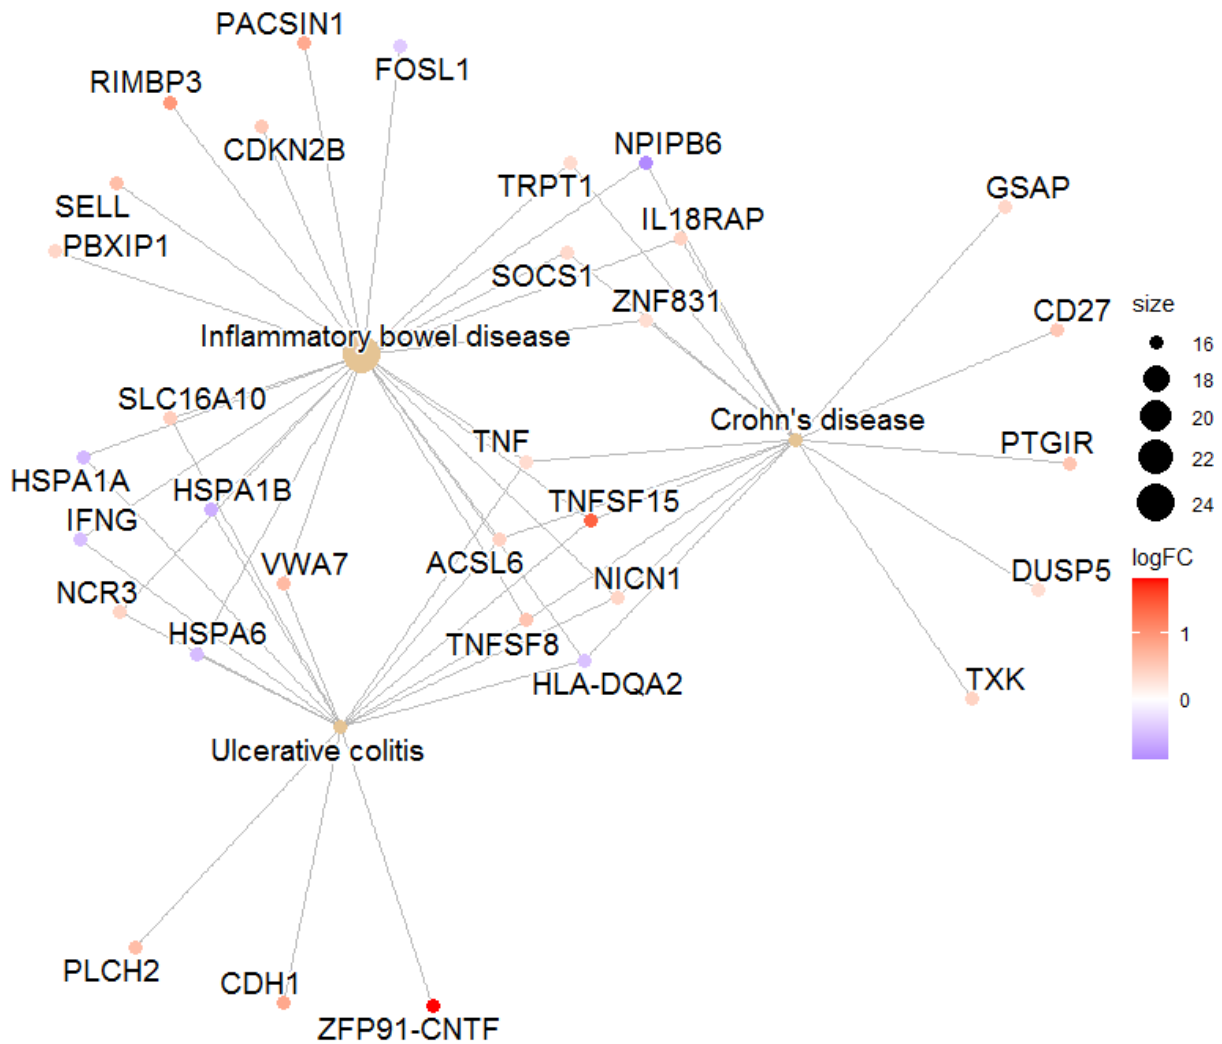 PACSIN1
FOSL1
RIMBP3
CDKN2B
NPIPB6
TRPT1
GSAP
SELL
IL18RAP
PBXIP1
SOCS1
ZNF831
CD27
size
16
Inflammatory bowel disease
18
SLC16A10
20
Crohn's disease
TNF
PTGIR
22
HSPA1A
HSPA1B
TNFSF15
24
IFNG
logFC
VWA7
ACSL6
NICN1
DUSP5
NCR3
1
HSPA6
TNFSF8
HLA-DQA2
TXK
0
Ulcerative colitis
PLCH2
CDH1
ZFP91-CNTF